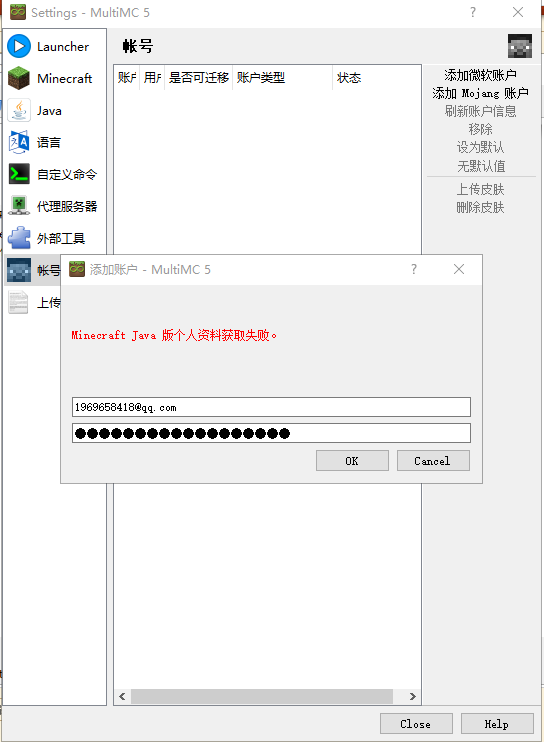 Settings - MultiMC 5
Launcher
Minecraft
Java
语言
自定义命令
代理服务器
外部工具
帐号
上传
帐号
账户 用户 是否可迁移 账户类型 状态
添加微软账户
添加 Mojang 账户
刷新账户信息
移除
设为默认
无默认值
上传皮肤
删除皮肤
添加账户 - MultiMC 5
Minecraft Java 版个人资料获取失败。
1969658418@qq.com
OK Cancel
Close Help